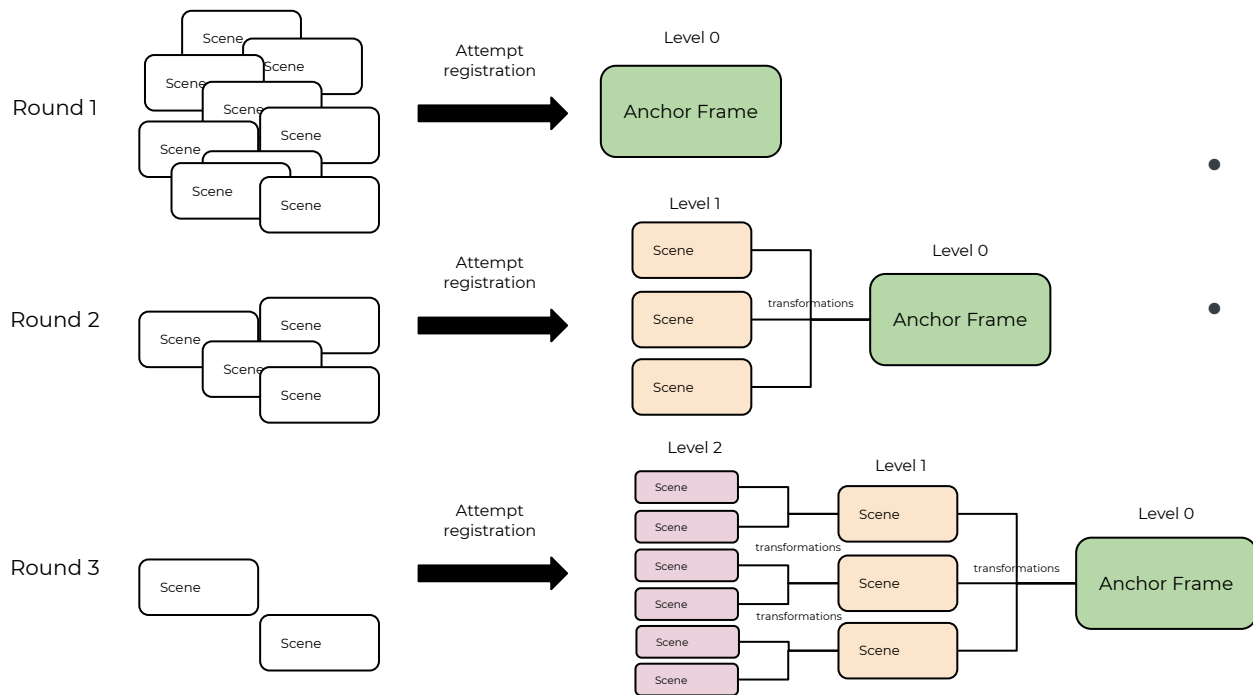 Round 1
Scene
Scene
Scene
Scene
Scene
Scene
Scene
Scene
Attempt
registration
Level 0
Anchor Frame
Round 2
Scene
Scene
Scene
Scene
Attempt
registration
Level 1
Scene
Scene
Scene
transformations
Level 0
Anchor Frame
Round 3
Scene
Scene
Attempt
registration
Level 2
Scene
Scene
Scene
Scene
Scene
Scene
transformations
transformations
Level 1
Scene
Scene
Scene
transformations
Level 0
Anchor Frame